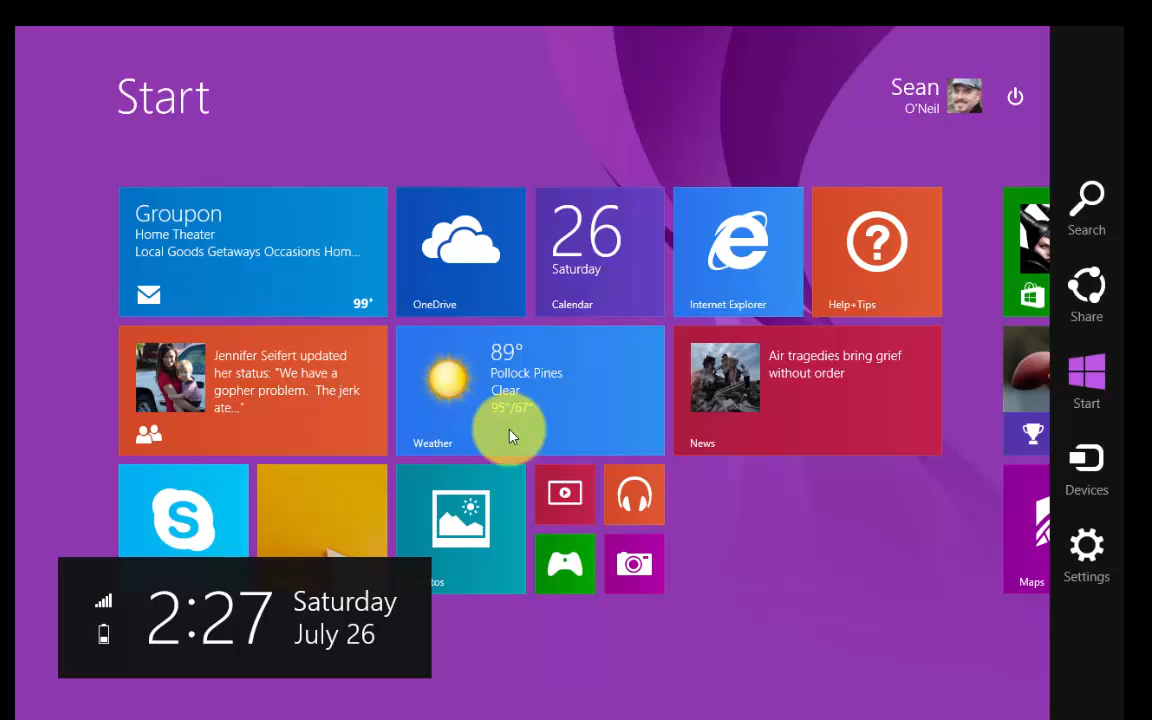 Start
Sean
O'Neil
Groupon
Home Theater
Local Goods Getaways Occasions Hom...
99+
OneDrive
26
Saturday
Calendar
Internet Explorer
Help+Tips
Jennifer Seifert updated
her status: "We have a
gopher problem. The jerk
ate..."
89°
Pollock Pines
Clear
95°/67°
Weather
Air tragedies bring grief
without order
News
tos
Maps
2:27
Saturday
July 26
Search
Share
Start
Devices
Settings